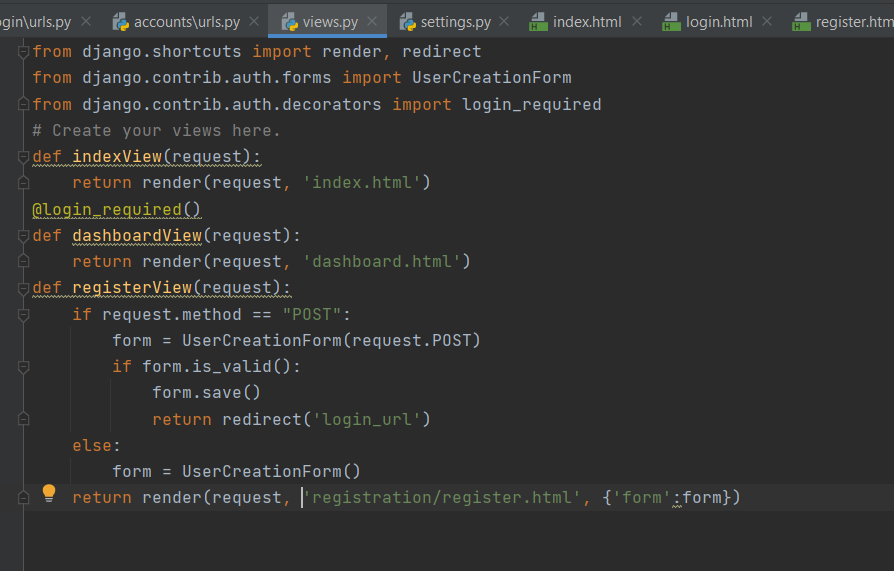 gin\urls.py accounts\urls.py views.py settings.py index.html login.html register.htm
from django.shortcuts import render, redirect
from django.contrib.auth.forms import UserCreationForm
from django.contrib.auth.decorators import login_required
# Create your views here.
def indexView(request):
    return render(request, 'index.html')
@login_required()
def dashboardView(request):
    return render(request, 'dashboard.html')
def registerView(request):
    if request.method == "POST":
        form = UserCreationForm(request.POST)
        if form.is_valid():
            form.save()
            return redirect('login_url')
    else:
        form = UserCreationForm()
    return render(request, 'registration/register.html', {'form':form})